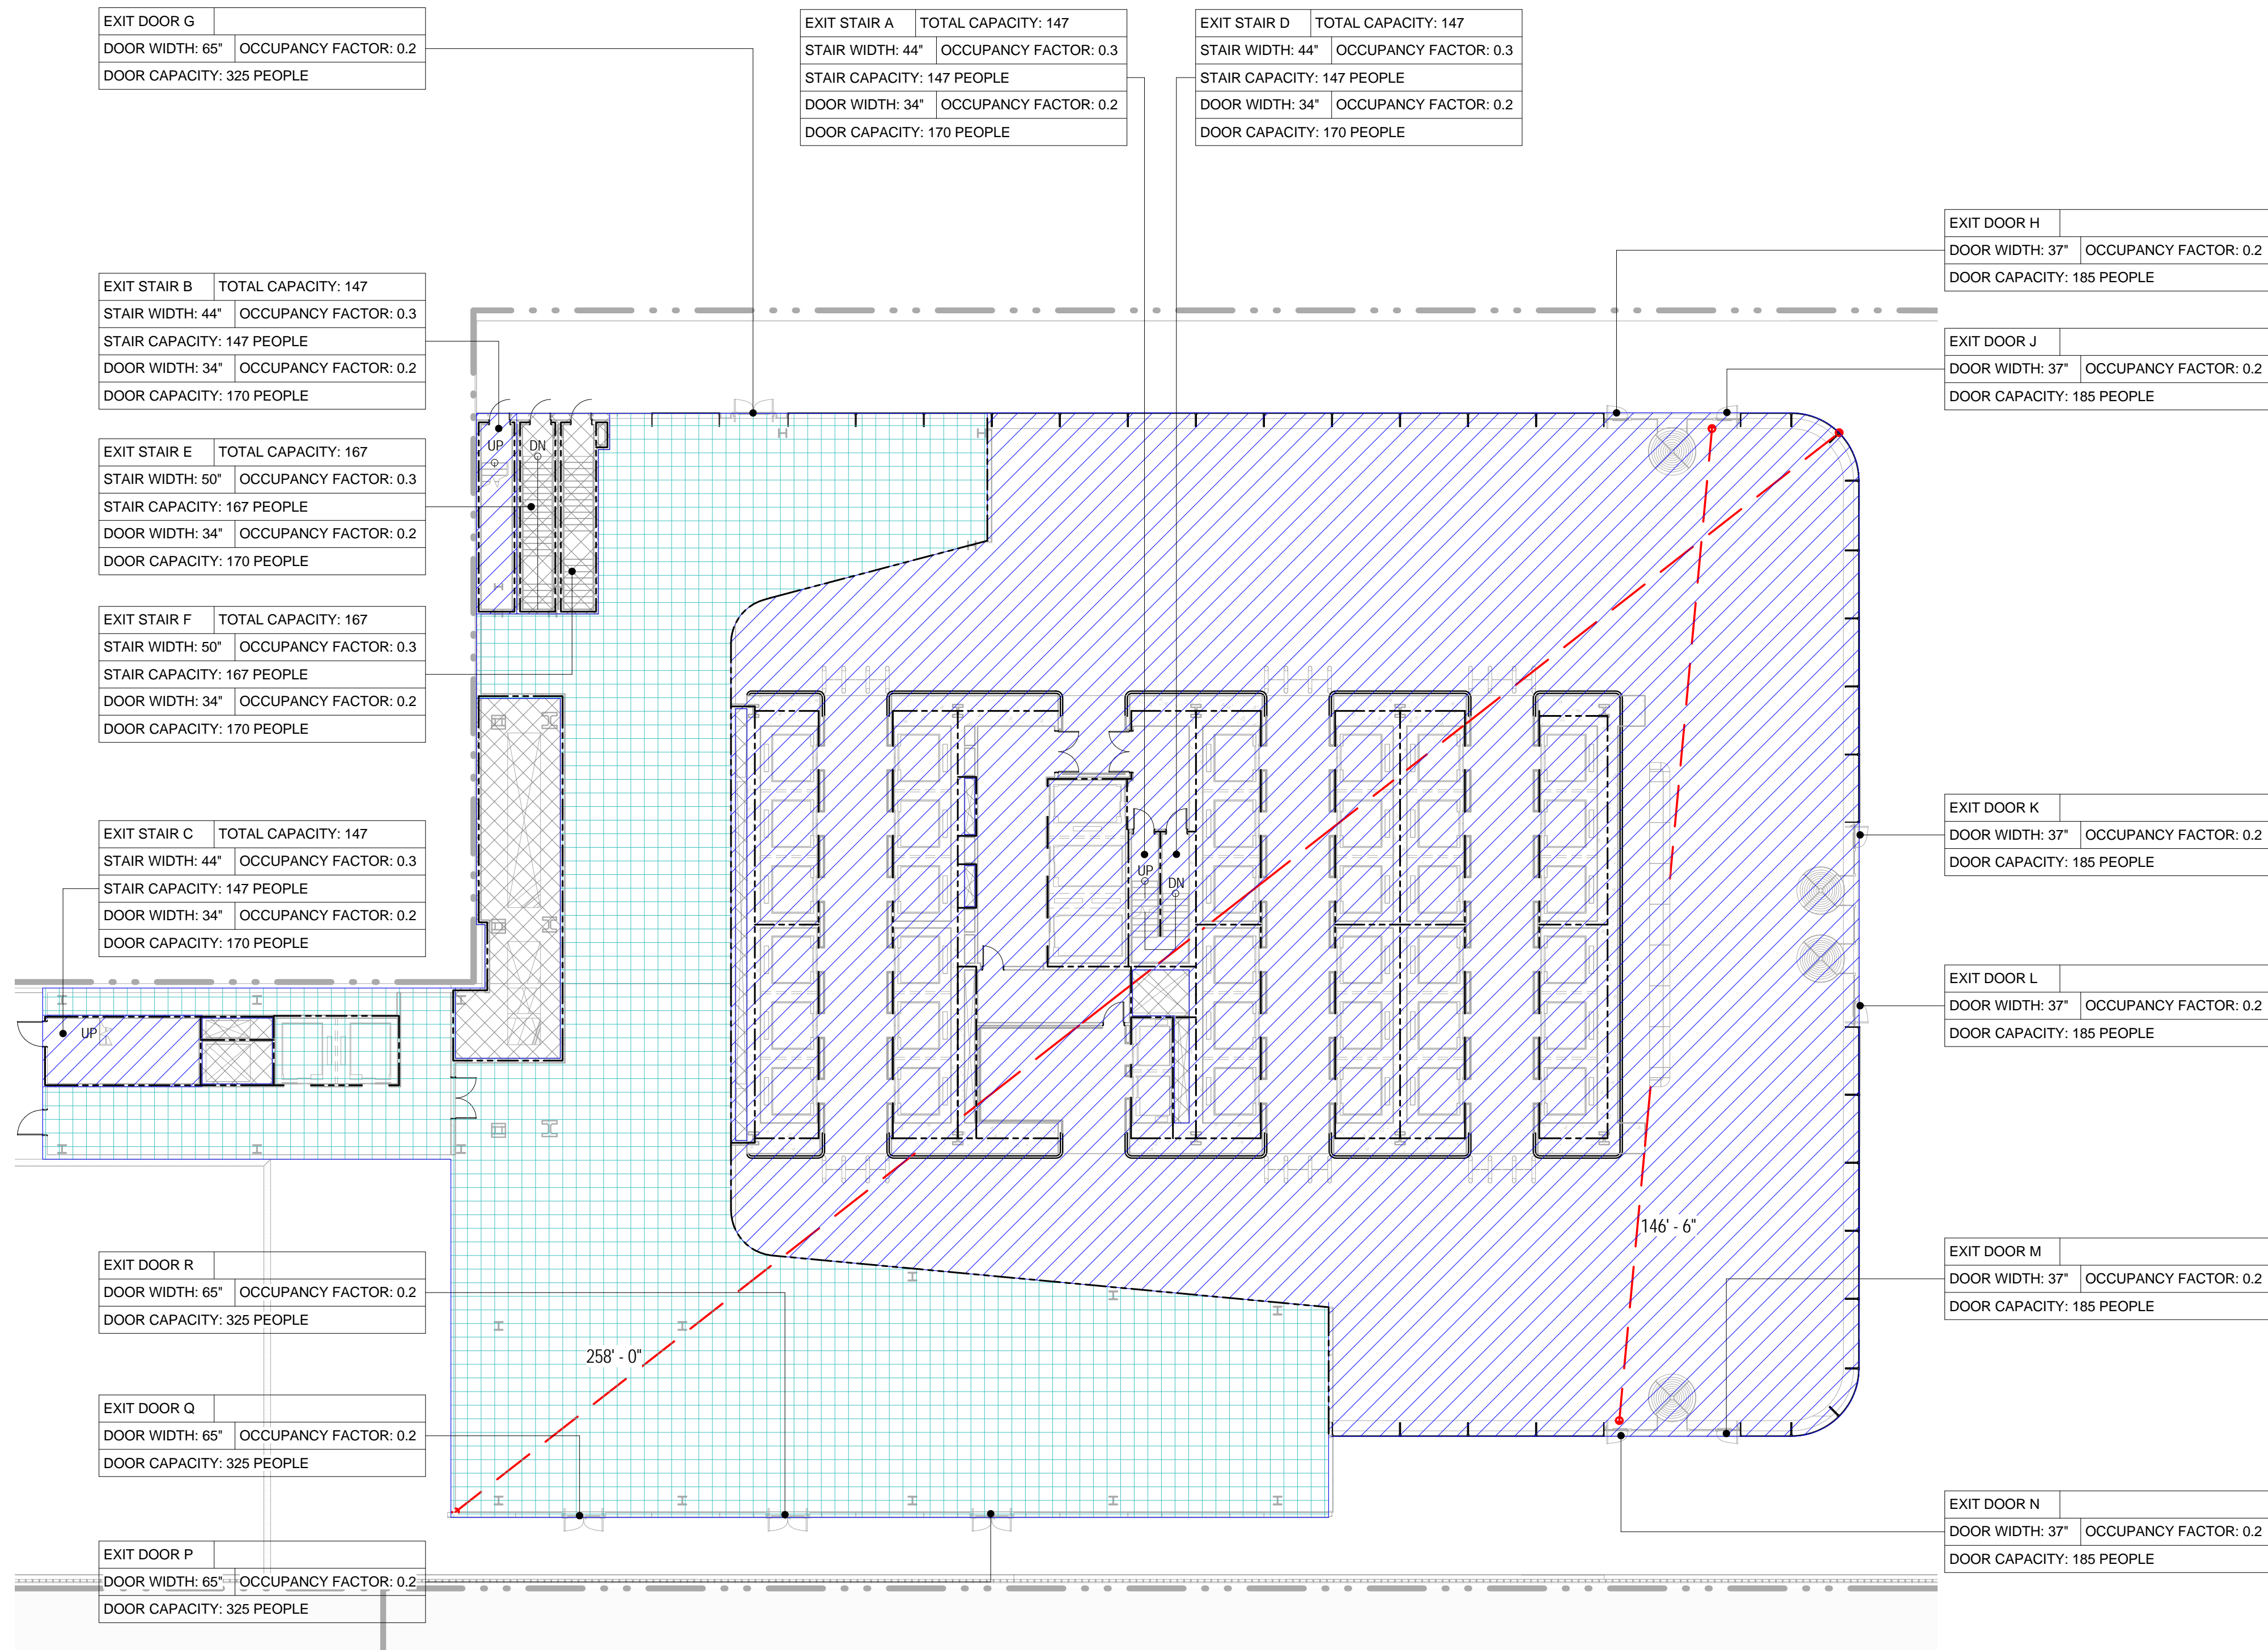 EXIT DOOR G
DOOR WIDTH: 65" OCCUPANCY FACTOR: 0.2
DOOR CAPACITY: 325 PEOPLE
EXIT STAIR A TOTAL CAPACITY: 147
STAIR WIDTH: 44" OCCUPANCY FACTOR: 0.3
STAIR CAPACITY: 147 PEOPLE
DOOR WIDTH: 34" OCCUPANCY FACTOR: 0.2
DOOR CAPACITY: 170 PEOPLE
EXIT STAIR D TOTAL CAPACITY: 147
STAIR WIDTH: 44" OCCUPANCY FACTOR: 0.3
STAIR CAPACITY: 147 PEOPLE
DOOR WIDTH: 34" OCCUPANCY FACTOR: 0.2
DOOR CAPACITY: 170 PEOPLE
EXIT DOOR H
DOOR WIDTH: 37" OCCUPANCY FACTOR: 0.2
DOOR CAPACITY: 185 PEOPLE
EXIT STAIR B TOTAL CAPACITY: 147
STAIR WIDTH: 44" OCCUPANCY FACTOR: 0.3
STAIR CAPACITY: 147 PEOPLE
DOOR WIDTH: 34" OCCUPANCY FACTOR: 0.2
DOOR CAPACITY: 170 PEOPLE
EXIT DOOR J
DOOR WIDTH: 37" OCCUPANCY FACTOR: 0.2
DOOR CAPACITY: 185 PEOPLE
EXIT STAIR E TOTAL CAPACITY: 167
STAIR WIDTH: 50" OCCUPANCY FACTOR: 0.3
STAIR CAPACITY: 167 PEOPLE
DOOR WIDTH: 34" OCCUPANCY FACTOR: 0.2
DOOR CAPACITY: 170 PEOPLE
UP
DN
EXIT STAIR F TOTAL CAPACITY: 167
STAIR WIDTH: 50" OCCUPANCY FACTOR: 0.3
STAIR CAPACITY: 167 PEOPLE
DOOR WIDTH: 34" OCCUPANCY FACTOR: 0.2
DOOR CAPACITY: 170 PEOPLE
EXIT STAIR C TOTAL CAPACITY: 147
STAIR WIDTH: 44" OCCUPANCY FACTOR: 0.3
STAIR CAPACITY: 147 PEOPLE
DOOR WIDTH: 34" OCCUPANCY FACTOR: 0.2
DOOR CAPACITY: 170 PEOPLE
UP
DN
EXIT DOOR K
DOOR WIDTH: 37" OCCUPANCY FACTOR: 0.2
DOOR CAPACITY: 185 PEOPLE
UP
EXIT DOOR L
DOOR WIDTH: 37" OCCUPANCY FACTOR: 0.2
DOOR CAPACITY: 185 PEOPLE
146' - 6"
EXIT DOOR R
DOOR WIDTH: 65" OCCUPANCY FACTOR: 0.2
DOOR CAPACITY: 325 PEOPLE
EXIT DOOR M
DOOR WIDTH: 37" OCCUPANCY FACTOR: 0.2
DOOR CAPACITY: 185 PEOPLE
258' - 0"
EXIT DOOR Q
DOOR WIDTH: 65" OCCUPANCY FACTOR: 0.2
DOOR CAPACITY: 325 PEOPLE
EXIT DOOR N
DOOR WIDTH: 37" OCCUPANCY FACTOR: 0.2
DOOR CAPACITY: 185 PEOPLE
EXIT DOOR P
DOOR WIDTH: 65" OCCUPANCY FACTOR: 0.2
DOOR CAPACITY: 325 PEOPLE